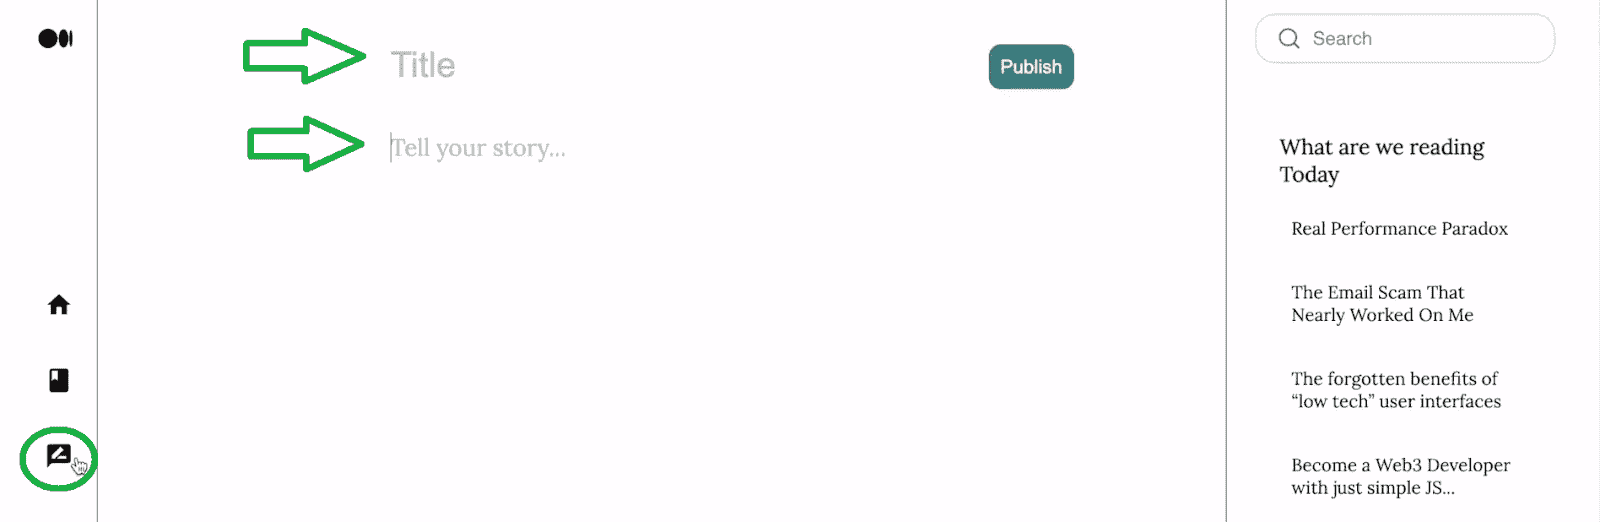 Title
Publish
Tell your story...
Search
What are we reading
Today
Real Performance Paradox
The Email Scam That
Nearly Worked On Me
The forgotten benefits of
“low tech” user interfaces
Become a Web3 Developer
with just simple JS...